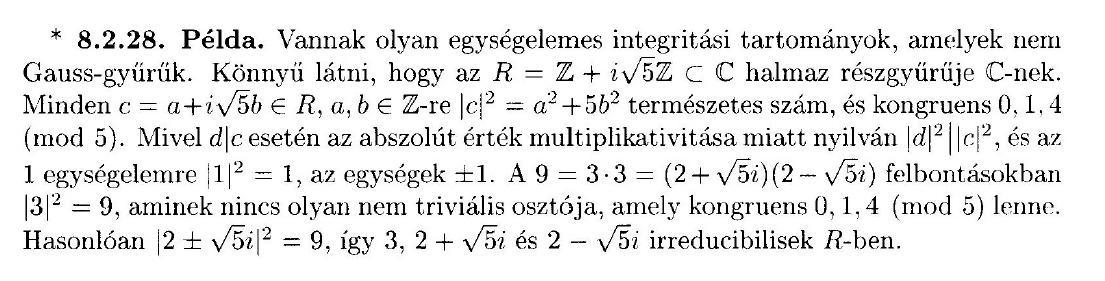 * 8.2.28. Példa. Vannak olyan egységelemes integritási tartományok, amelyek nem
Gauss-gyűrűk. Könnyű látni, hogy az R = ℤ + i√5ℤ ⊂ ℂ halmaz részgyűrűje ℂ-nek.
Minden c = a+i√5b ∈ R, a, b ∈ ℤ-re |c|² = a²+5b² természetes szám, és kongruens 0, 1, 4
(mod 5). Mivel d|c esetén az abszolút érték multiplikativitása miatt nyilván |d|²||c|², és az
1 egységelemre |1|² = 1, az egységek ±1. A 9 = 3·3 = (2+√5i)(2−√5i) felbontásokban
|3|² = 9, aminek nincs olyan nem triviális osztója, amely kongruens 0, 1, 4 (mod 5) lenne.
Hasonlóan |2 ± √5i|² = 9, így 3, 2 + √5i és 2 − √5i irreducibilisek R-ben.